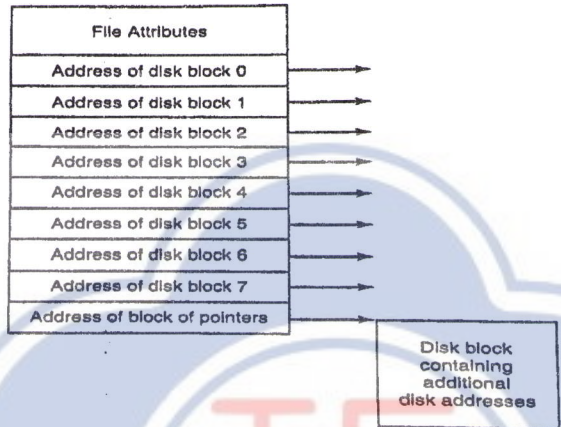 File Attributes
Address of disk block 0
Address of disk block 1
Address of disk block 2
Address of disk block 3
Address of disk block 4
Address of disk block 5
Address of disk block 6
Address of disk block 7
Address of block of pointers
Disk block
containing
additional
disk addresses